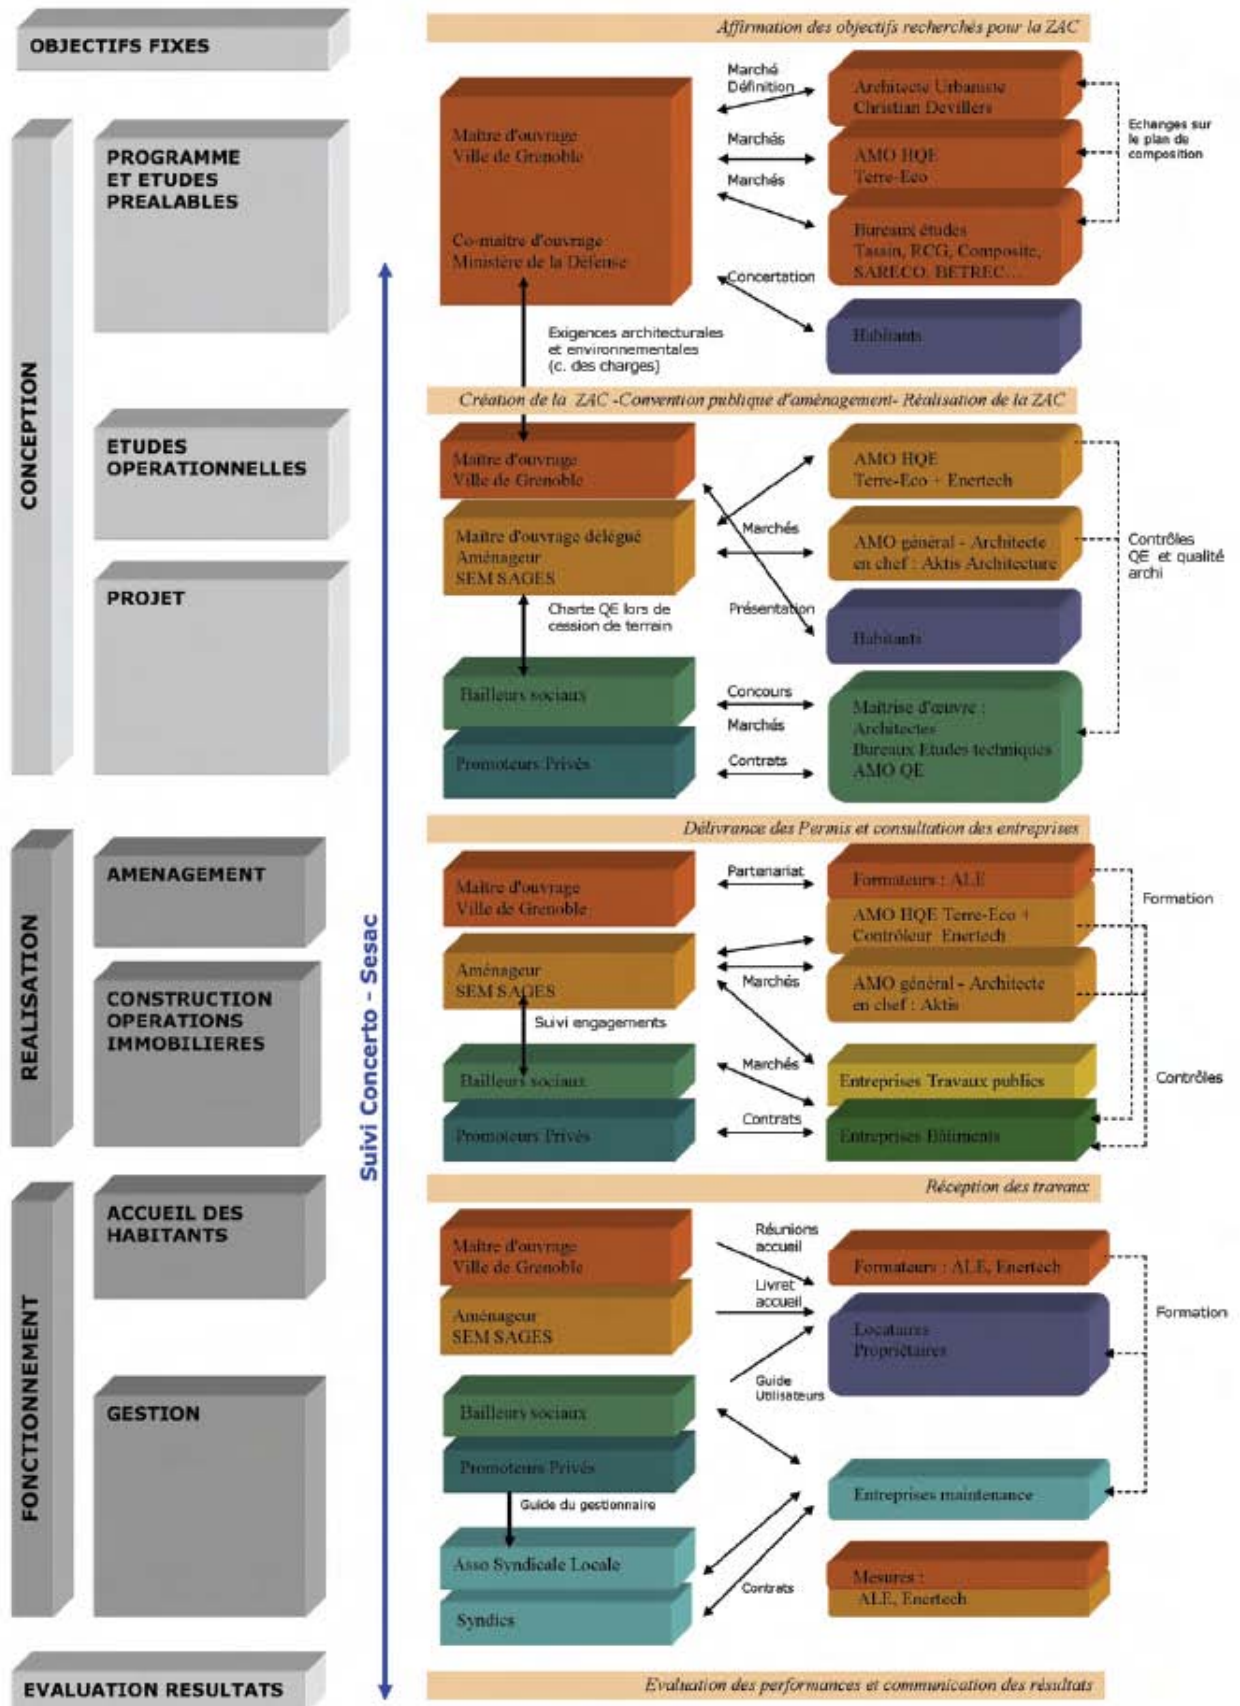 OBJECTIFS FIXES
Affirmation des objectifs recherchés pour la ZAC
CONCEPTION
PROGRAMME
ET ETUDES
PREALABLES
Maître d'ouvrage
Ville de Grenoble
Co-maître d'ouvrage
Ministère de la Défense
Marché
Définition
Marchés
Marchés
Concertation
Architecte Urbaniste
Christian Devillers
AMO HQE
Terre-Eco
Bureaux études
Tassin, RCG, Composite,
SARECO, BETREC...
Habitants
Echanges sur
le plan de
composition
Exigences architecturales
et environnementales
(c. des charges)
Création de la ZAC -Convention publique d'aménagement- Réalisation de la ZAC
ETUDES
OPERATIONNELLES
PROJET
Maître d'ouvrage
Ville de Grenoble
Maître d'ouvrage délégué
Aménageur
SEM SAGES
Charte QE lors de
cession de terrain
Bailleurs sociaux
Promoteurs Privés
Marchés
Présentation
Concours
Marchés
Contrats
AMO HQE
Terre-Eco + Enertech
AMO général - Architecte
en chef : Aktis Architecture
Habitants
Maîtrise d'œuvre :
Architectes
Bureaux Etudes techniques
AMO QE
Contrôles
QE et qualité
archi
Suivi Concerto - Sesac
Délivrance des Permis et consultation des entreprises
REALISATION
AMENAGEMENT
CONSTRUCTION
OPERATIONS
IMMOBILIERES
Maître d'ouvrage
Ville de Grenoble
Aménageur
SEM SAGES
Suivi engagements
Bailleurs sociaux
Promoteurs Privés
Partenariat
Marchés
Marchés
Contrats
Formateurs : ALE
AMO HQE Terre-Eco +
Contrôleur Enertech
AMO général - Architecte
en chef : Aktis
Entreprises Travaux publics
Entreprises Bâtiments
Formation
Contrôles
Réception des travaux
FONCTIONNEMENT
ACCUEIL DES
HABITANTS
GESTION
Maître d'ouvrage
Ville de Grenoble
Aménageur
SEM SAGES
Bailleurs sociaux
Promoteurs Privés
Guide du gestionnaire
Asso Syndicale Locale
Syndics
Réunions
accueil
Livret
accueil
Guide
Utilisateurs
Contrats
Formateurs : ALE, Enertech
Locataires
Propriétaires
Entreprises maintenance
Mesures :
ALE, Enertech
Formation
EVALUATION RESULTATS
Evaluation des performances et communication des résultats